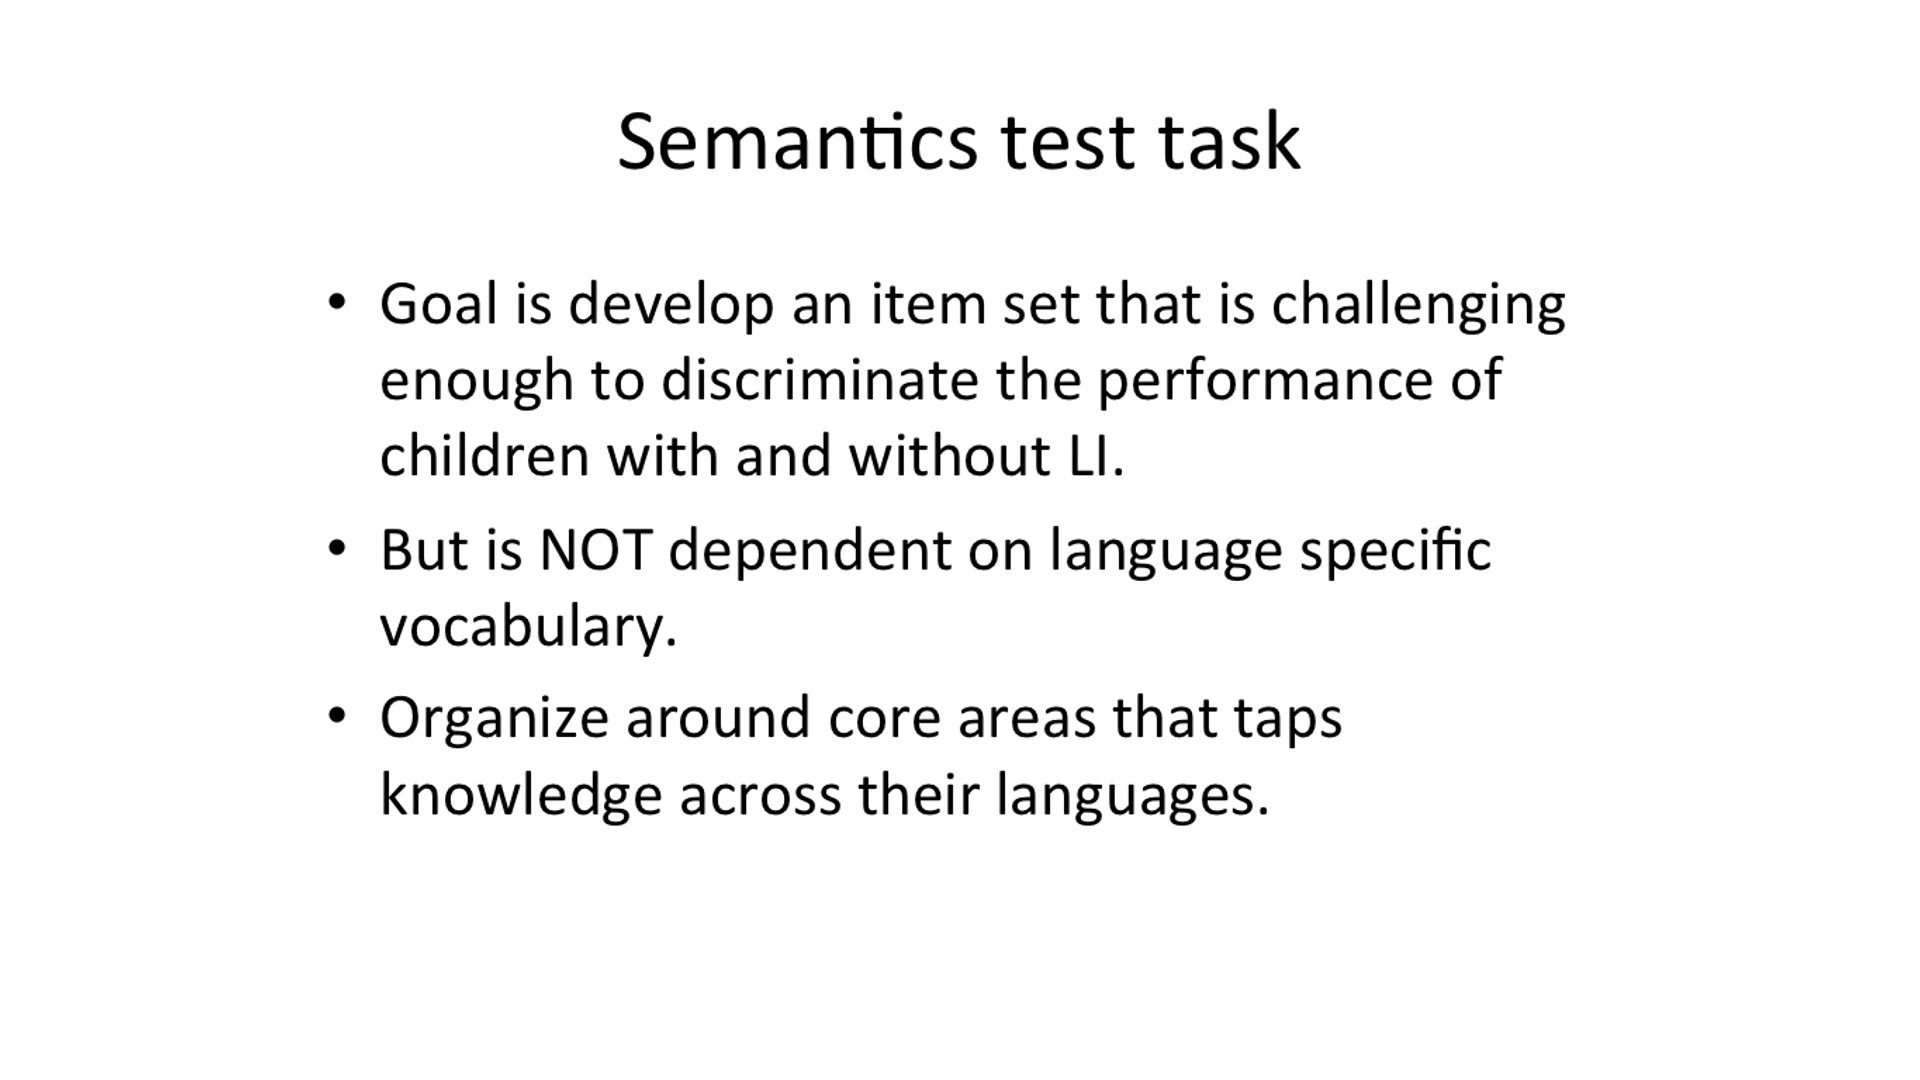 Semantics test task
• Goal is develop an item set that is challenging
enough to discriminate the performance of
children with and without LI.
• But is NOT dependent on language specific
vocabulary.
• Organize around core areas that taps
knowledge across their languages.